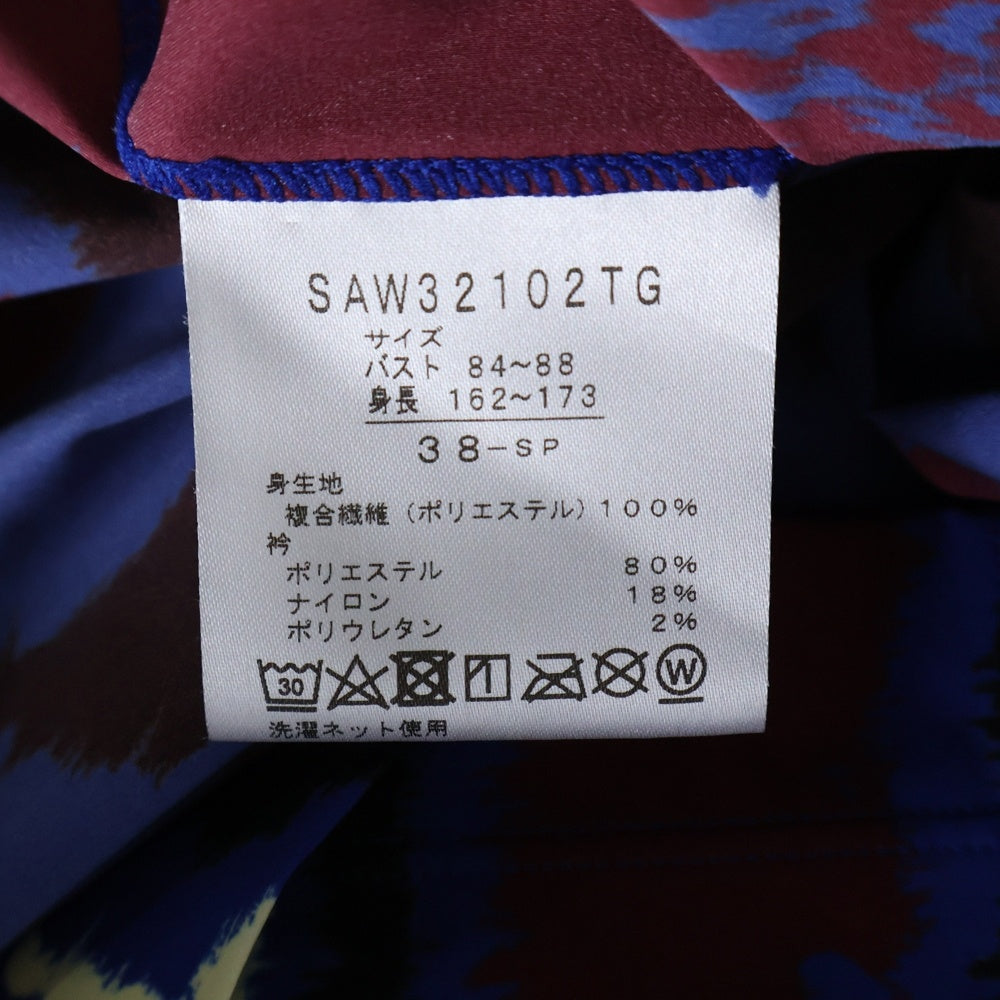 SAW32102TG
サイズ
バスト 84~88
身長 162~173
38-SP
身生地
複合繊維(ポリエステル)100%
衿
ポリエステル 80%
ナイロン 18%
ポリウレタン 2%
30 W
洗濯ネット使用